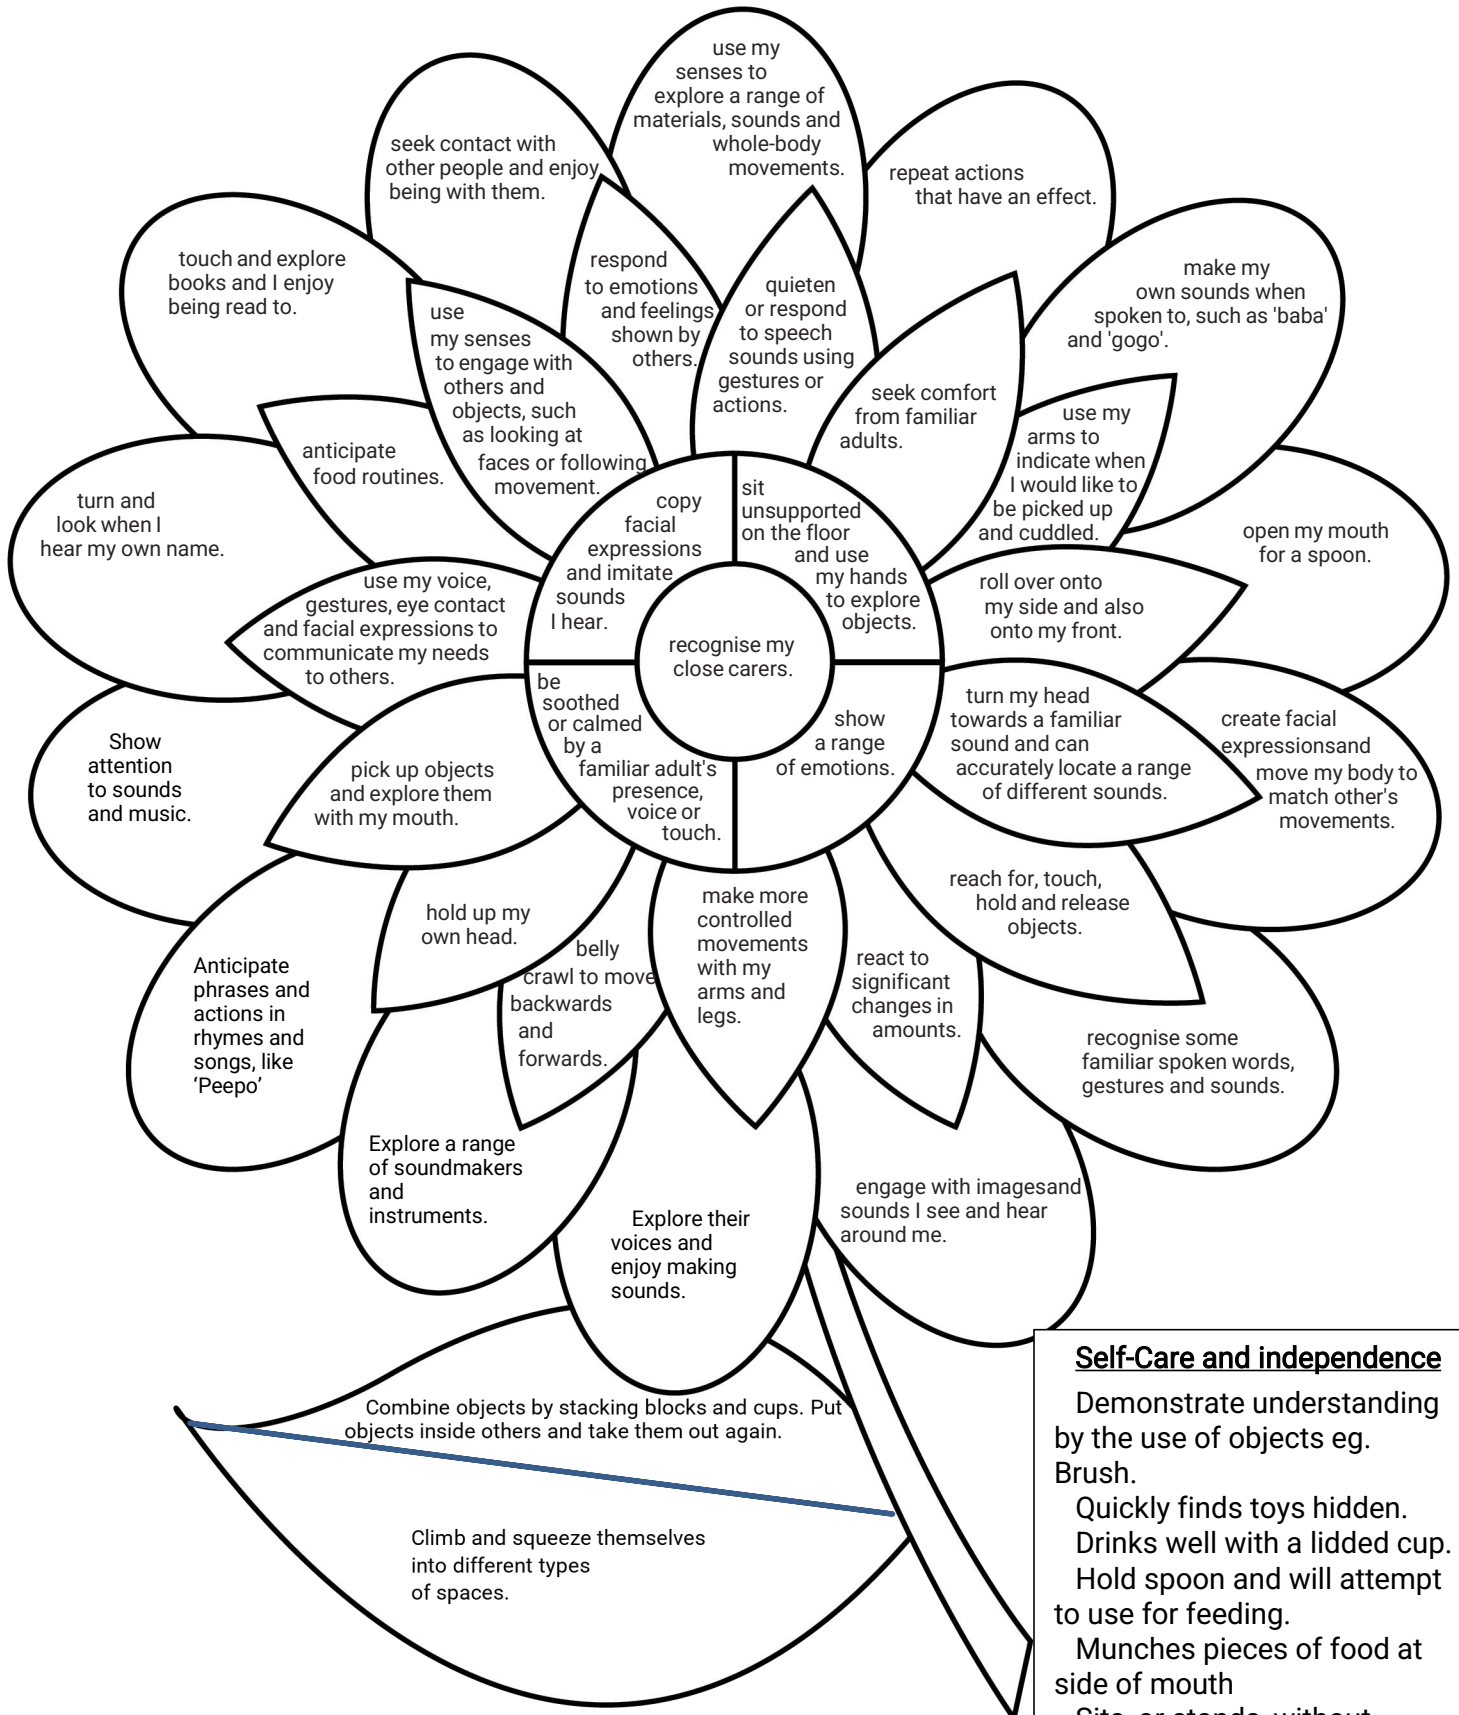 use my
senses to
explore a range of
materials, sounds and
whole-body
movements.
seek contact with
other people and enjoy
being with them.
repeat actions
that have an effect.
touch and explore
books and I enjoy
being read to.
respond
to emotions
and feelings
shown by
others.
quieten
or respond
to speech
sounds using
gestures or
actions.
make my
own sounds when
spoken to, such as 'baba'
and 'gogo'.
use
my senses
to engage with
others and
objects, such
as looking at
faces or following
movement.
seek comfort
from familiar
adults.
use my
arms to
indicate when
I would like to
be picked up
and cuddled.
anticipate
food routines.
turn and
look when I
hear my own name.
copy
facial
expressions
and imitate
sounds
I hear.
sit
unsupported
on the floor
and use
my hands
to explore
objects.
open my mouth
for a spoon.
use my voice,
gestures, eye contact
and facial expressions to
communicate my needs
to others.
roll over onto
my side and also
onto my front.
recognise my
close carers.
be
soothed
or calmed
by a
familiar adult's
presence,
voice or
touch.
show
a range
of emotions.
turn my head
towards a familiar
sound and can
accurately locate a range
of different sounds.
create facial
expressionsand
move my body to
match other's
movements.
Show
attention
to sounds
and music.
pick up objects
and explore them
with my mouth.
reach for, touch,
hold and release
objects.
hold up my
own head.
make more
controlled
movements
with my
arms and
legs.
belly
crawl to move
backwards
and
forwards.
react to
significant
changes in
amounts.
Anticipate
phrases and
actions in
rhymes and
songs, like
‘Peepo’
recognise some
familiar spoken words,
gestures and sounds.
Explore a range
of soundmakers
and
instruments.
Explore their
voices and
enjoy making
sounds.
engage with imagesand
sounds I see and hear
around me.
Combine objects by stacking blocks and cups. Put
objects inside others and take them out again.
Climb and squeeze themselves
into different types
of spaces.
Self-Care and independence
Demonstrate understanding
by the use of objects eg.
Brush.
Quickly finds toys hidden.
Drinks well with a lidded cup.
Hold spoon and will attempt
to use for feeding.
Munches pieces of food at
side of mouth
Sits, or stands, without